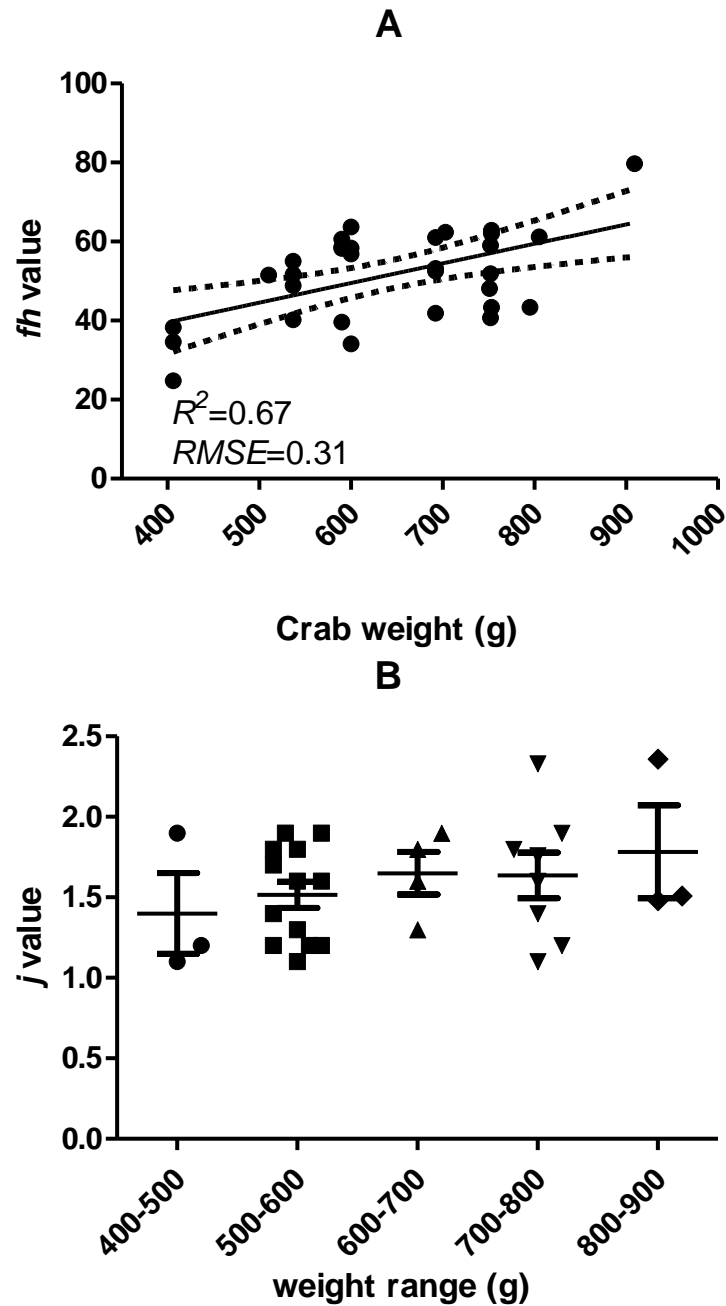 A
100
80
60
40
20
0
fh value
R²=0.67
RMSE=0.31
400 500 600 700 800 900 1000
Crab weight (g)
B
2.5
2.0
1.5
1.0
0.5
0.0
j value
400-500 500-600 600-700 700-800 800-900
weight range (g)